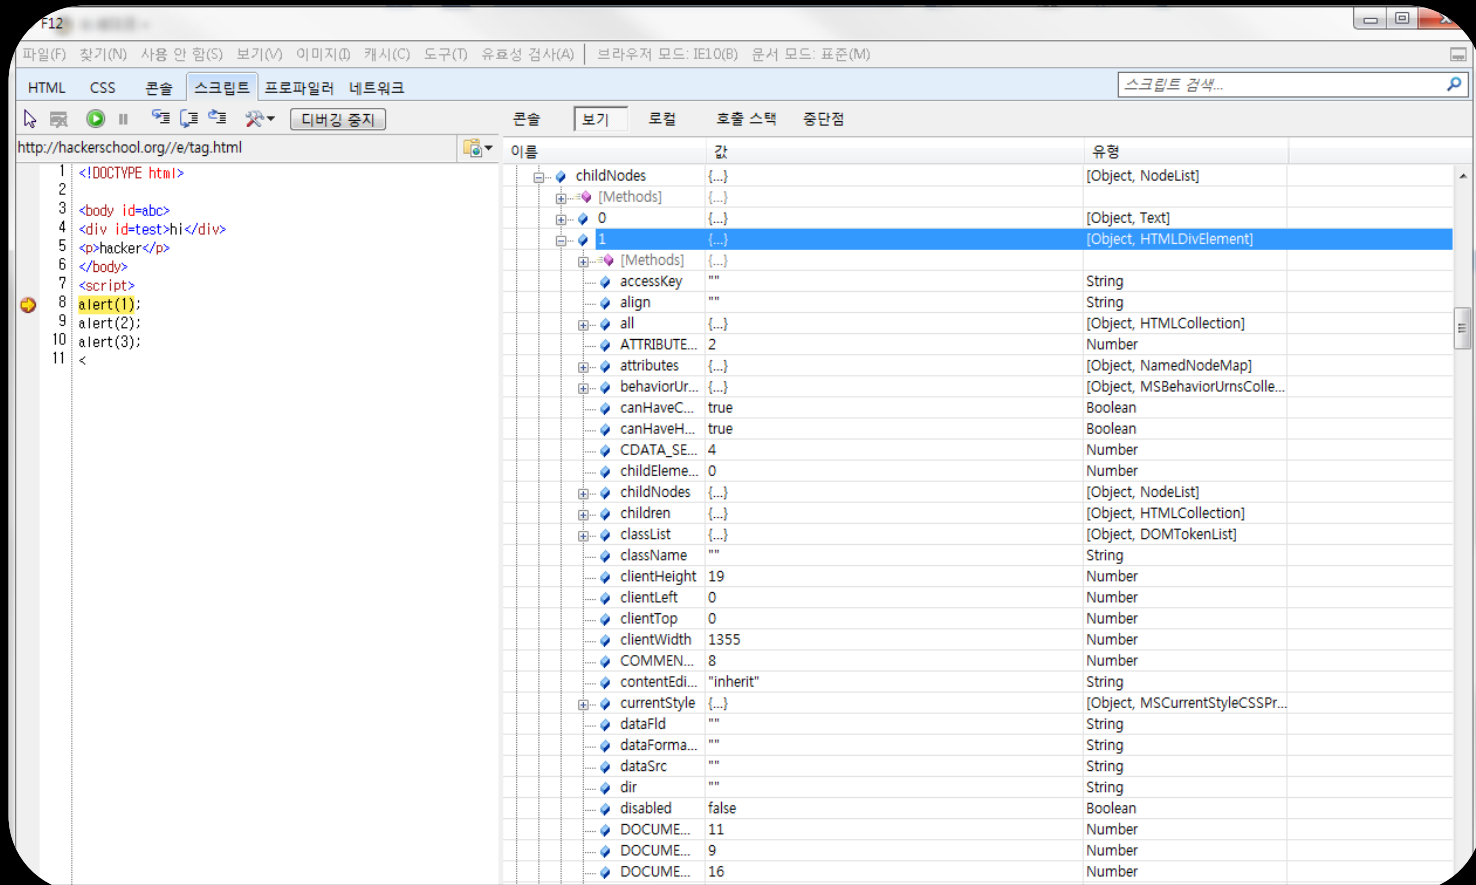 F12
파일(F) 찾기(N) 사용 안 함(S) 보기(V) 이미지(I) 캐시(C) 도구(T) 유효성 검사(A) 브라우저 모드: IE10(B) 문서 모드: 표준(M)
HTML CSS 콘솔 스크립트 프로파일러 네트워크 스크립트 검색...
디버깅 중지
http://hackerschool.org//e/tag.html
1 <!DOCTYPE html>
2
3 <body id=abc>
4 <div id=test>hi</div>
5 <p>hacker</p>
6 </body>
7 <script>
8 alert(1);
9 alert(2);
10 alert(3);
11 <
콘솔 보기 로컬 호출 스택 중단점
이름 값 유형
childNodes {...} [Object, NodeList]
[Methods] {...}
0 {...} [Object, Text]
1 {...} [Object, HTMLDivElement]
[Methods] {...}
accessKey "" String
align "" String
all {...} [Object, HTMLCollection]
ATTRIBUTE... 2 Number
attributes {...} [Object, NamedNodeMap]
behaviorUr... {...} [Object, MSBehaviorUrnsColle...
canHaveC... true Boolean
canHaveH... true Boolean
CDATA_SE... 4 Number
childEleme... 0 Number
childNodes {...} [Object, NodeList]
children {...} [Object, HTMLCollection]
classList {...} [Object, DOMTokenList]
className "" String
clientHeight 19 Number
clientLeft 0 Number
clientTop 0 Number
clientWidth 1355 Number
COMMEN... 8 Number
contentEdi... "inherit" String
currentStyle {...} [Object, MSCurrentStyleCSSPr...
dataFld "" String
dataForma... "" String
dataSrc "" String
dir "" String
disabled false Boolean
DOCUME... 11 Number
DOCUME... 9 Number
DOCUME... 16 Number